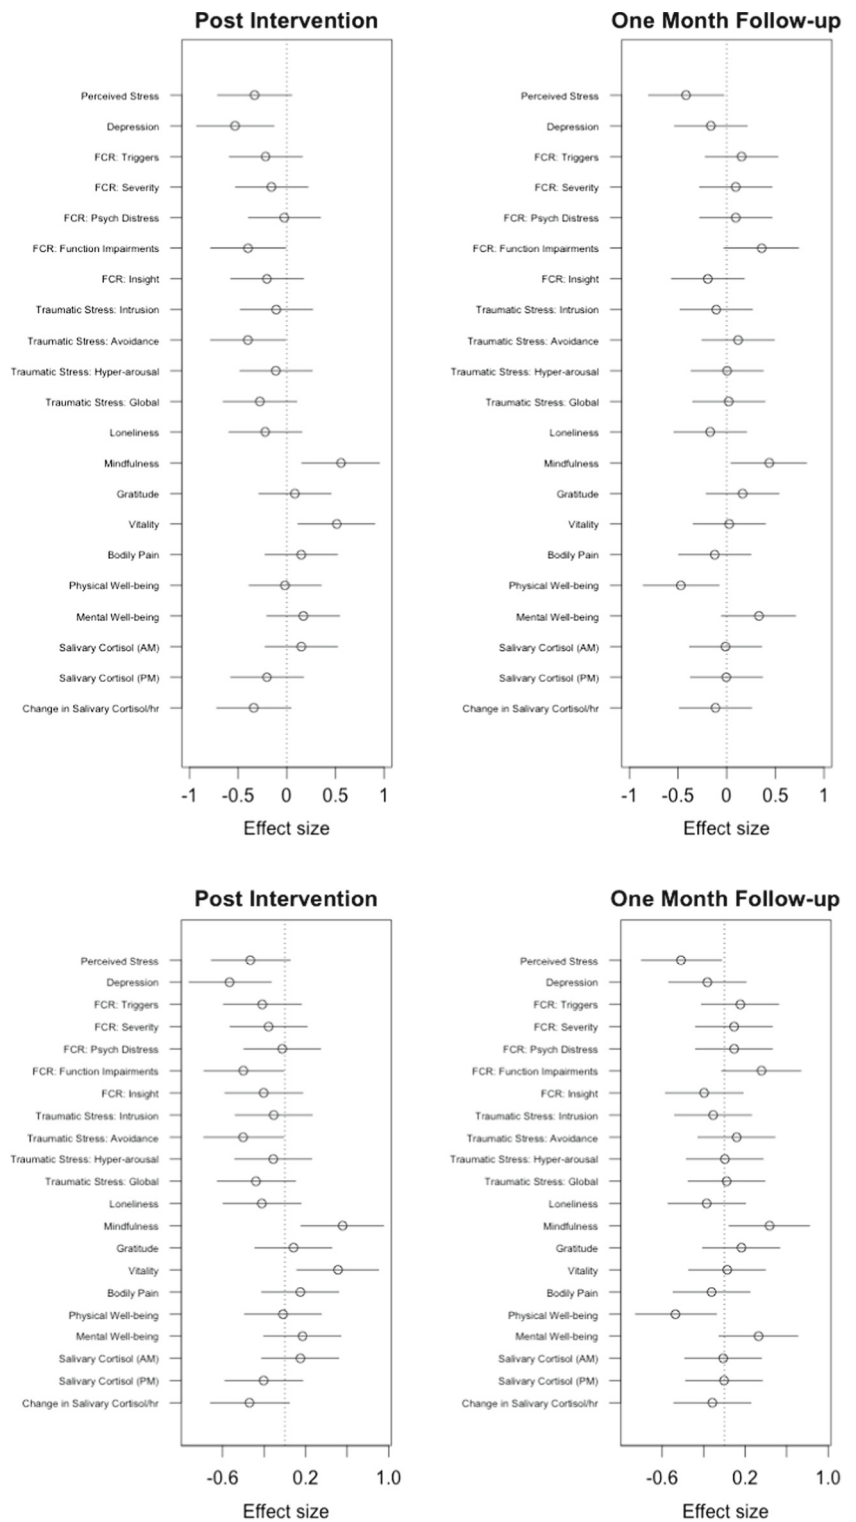 Post Intervention
Perceived Stress
Depression
FCR: Triggers
FCR: Severity
FCR: Psych Distress
FCR: Function Impairments
FCR: Insight
Traumatic Stress: Intrusion
Traumatic Stress: Avoidance
Traumatic Stress: Hyper-arousal
Traumatic Stress: Global
Loneliness
Mindfulness
Gratitude
Vitality
Bodily Pain
Physical Well-being
Mental Well-being
Salivary Cortisol (AM)
Salivary Cortisol (PM)
Change in Salivary Cortisol/hr
-1 -0.5 0 0.5 1
Effect size
One Month Follow-up
Perceived Stress
Depression
FCR: Triggers
FCR: Severity
FCR: Psych Distress
FCR: Function Impairments
FCR: Insight
Traumatic Stress: Intrusion
Traumatic Stress: Avoidance
Traumatic Stress: Hyper-arousal
Traumatic Stress: Global
Loneliness
Mindfulness
Gratitude
Vitality
Bodily Pain
Physical Well-being
Mental Well-being
Salivary Cortisol (AM)
Salivary Cortisol (PM)
Change in Salivary Cortisol/hr
-1 -0.5 0 0.5 1
Effect size
Post Intervention
Perceived Stress
Depression
FCR: Triggers
FCR: Severity
FCR: Psych Distress
FCR: Function Impairments
FCR: Insight
Traumatic Stress: Intrusion
Traumatic Stress: Avoidance
Traumatic Stress: Hyper-arousal
Traumatic Stress: Global
Loneliness
Mindfulness
Gratitude
Vitality
Bodily Pain
Physical Well-being
Mental Well-being
Salivary Cortisol (AM)
Salivary Cortisol (PM)
Change in Salivary Cortisol/hr
-0.6 0.2 1.0
Effect size
One Month Follow-up
Perceived Stress
Depression
FCR: Triggers
FCR: Severity
FCR: Psych Distress
FCR: Function Impairments
FCR: Insight
Traumatic Stress: Intrusion
Traumatic Stress: Avoidance
Traumatic Stress: Hyper-arousal
Traumatic Stress: Global
Loneliness
Mindfulness
Gratitude
Vitality
Bodily Pain
Physical Well-being
Mental Well-being
Salivary Cortisol (AM)
Salivary Cortisol (PM)
Change in Salivary Cortisol/hr
-0.6 0.2 1.0
Effect size